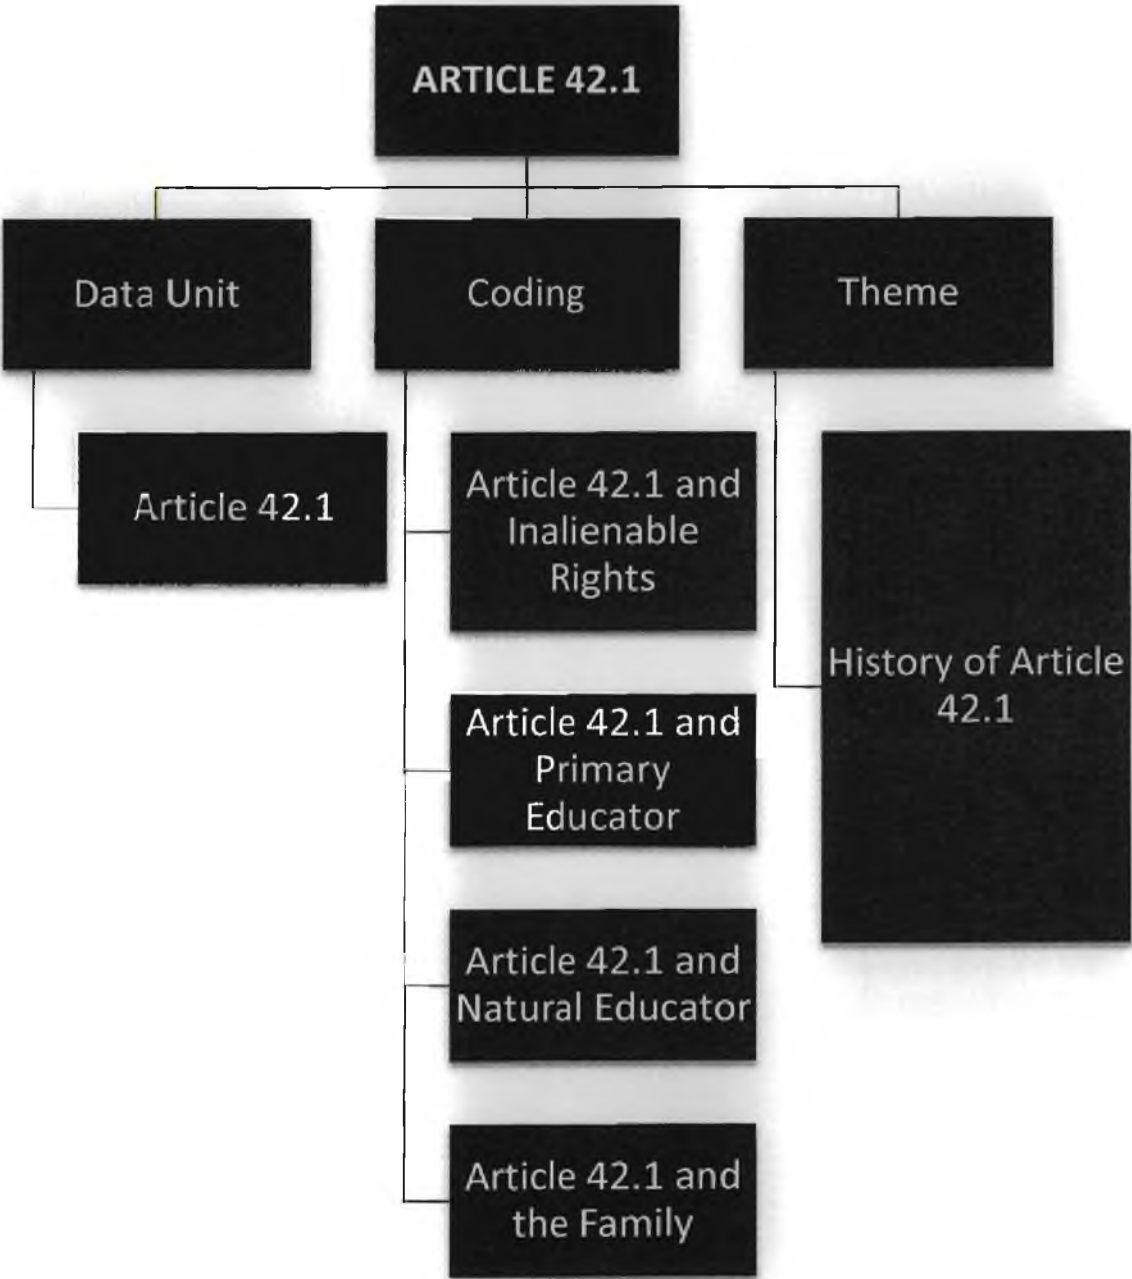 ARTICLE 42.1
Data Unit
Coding
Theme
Article 42.1
Article 42.1 and
Inalienable
Rights
Article 42.1 and
Primary
Educator
Article 42.1 and
Natural Educator
Article 42.1 and
the Family
History of Article
42.1